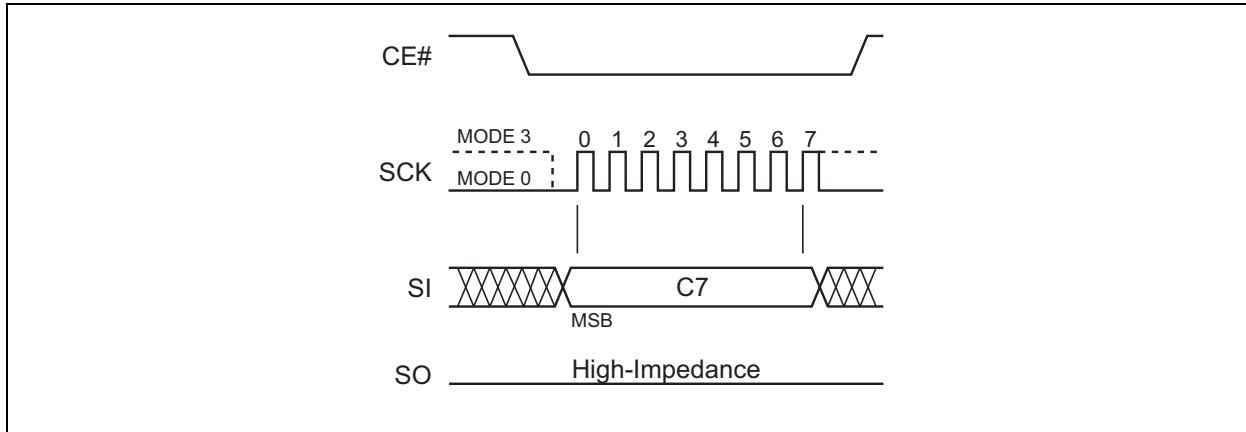 CE#
MODE 3
0 1 2 3 4 5 6 7
SCK
MODE 0
SI
C7
MSB
SO
High-Impedance